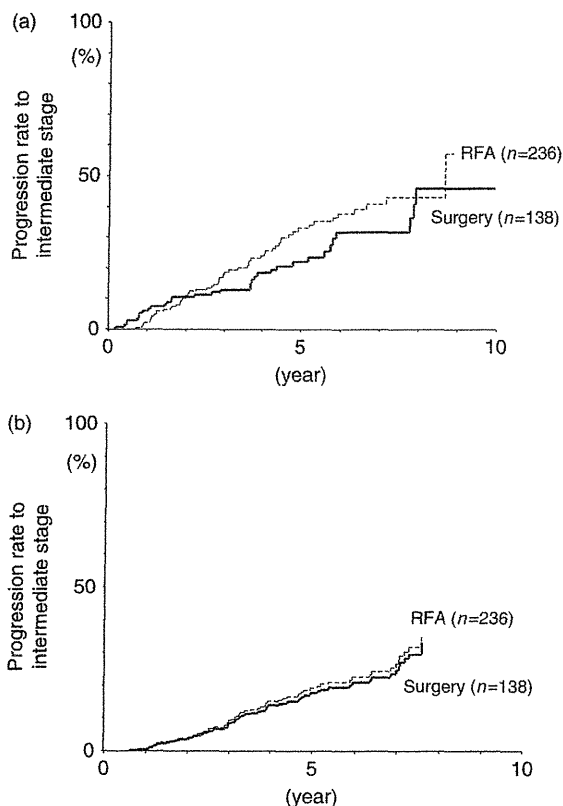 (a)
100
(%)
50
0
Progression rate to
intermediate stage
RFA (n=236)
Surgery (n=138)
5
10
(year)
(b)
100
(%)
50
0
Progression rate to
intermediate stage
RFA (n=236)
Surgery (n=138)
0
5
10
(year)